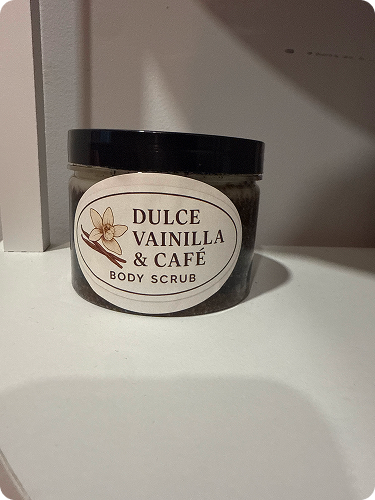 DULCE
VAINILLA
& CAFÉ
BODY SCRUB